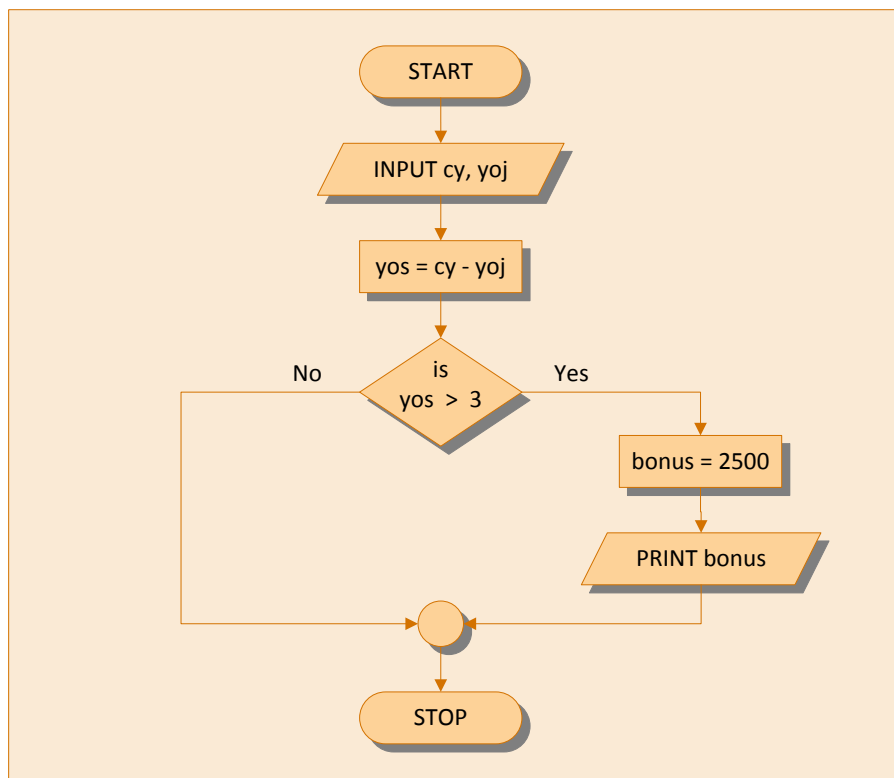 START
INPUT cy, yoj
yos = cy - yoj
is
yos > 3
No
Yes
bonus = 2500
PRINT bonus
STOP